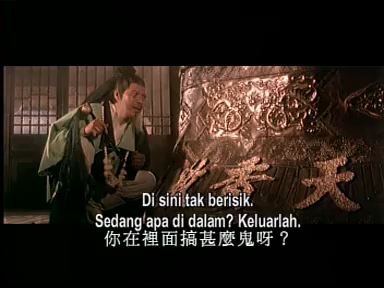 天
Di sini tak berisik.
Sedang apa di dalam? Keluarlah.
你在裡面搞甚麼鬼呀？